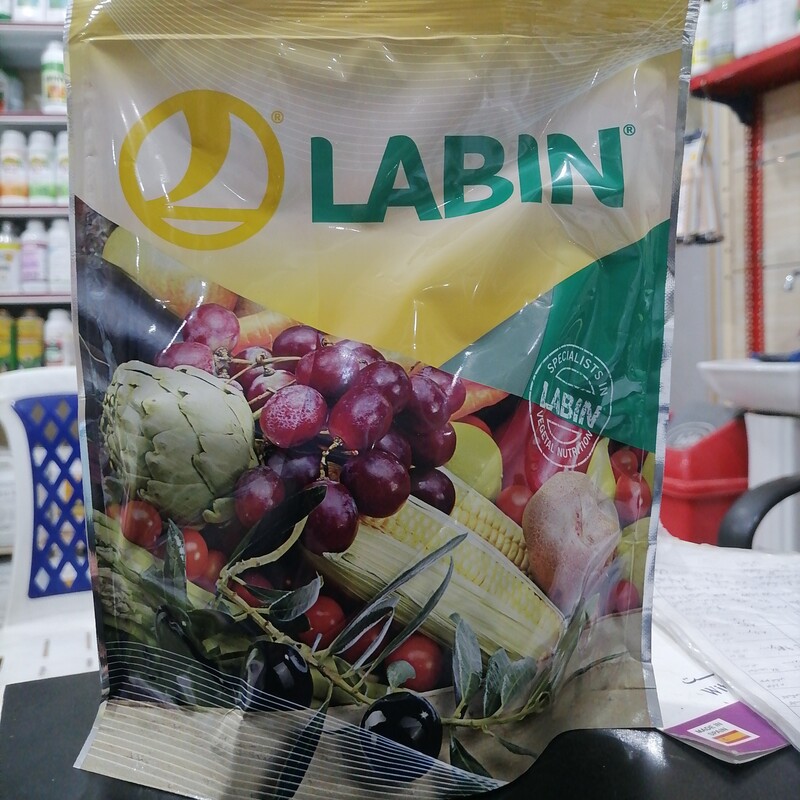 LABIN®
SPECIALISTS IN
LABIN
VEGETAL NUTRITION
MADE IN
SPAIN